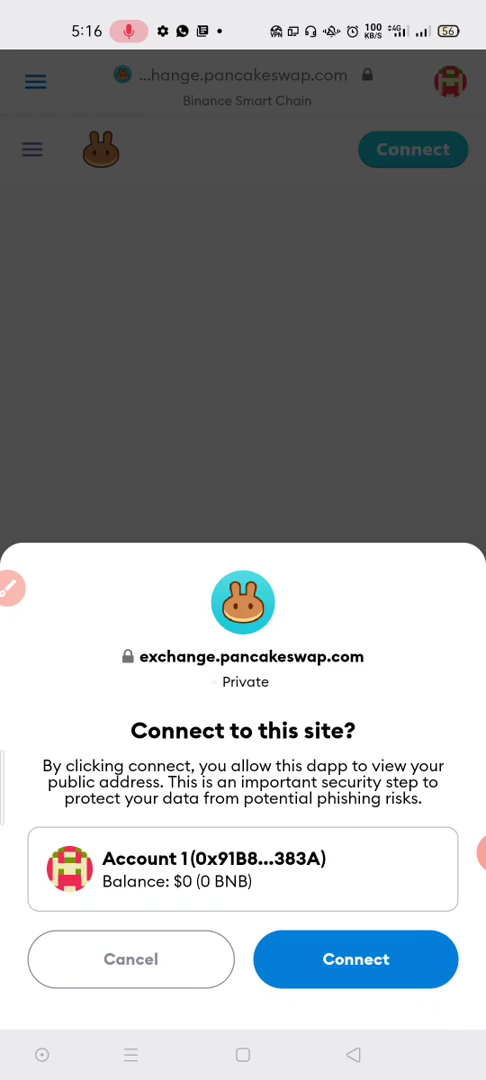 5:16
VPN
100
KB/S
4G
56
...hange.pancakeswap.com
Binance Smart Chain
Connect
exchange.pancakeswap.com
Private
Connect to this site?
By clicking connect, you allow this dapp to view your
public address. This is an important security step to
protect your data from potential phishing risks.
Account 1 (0x91B8...383A)
Balance: $0 (0 BNB)
Cancel
Connect